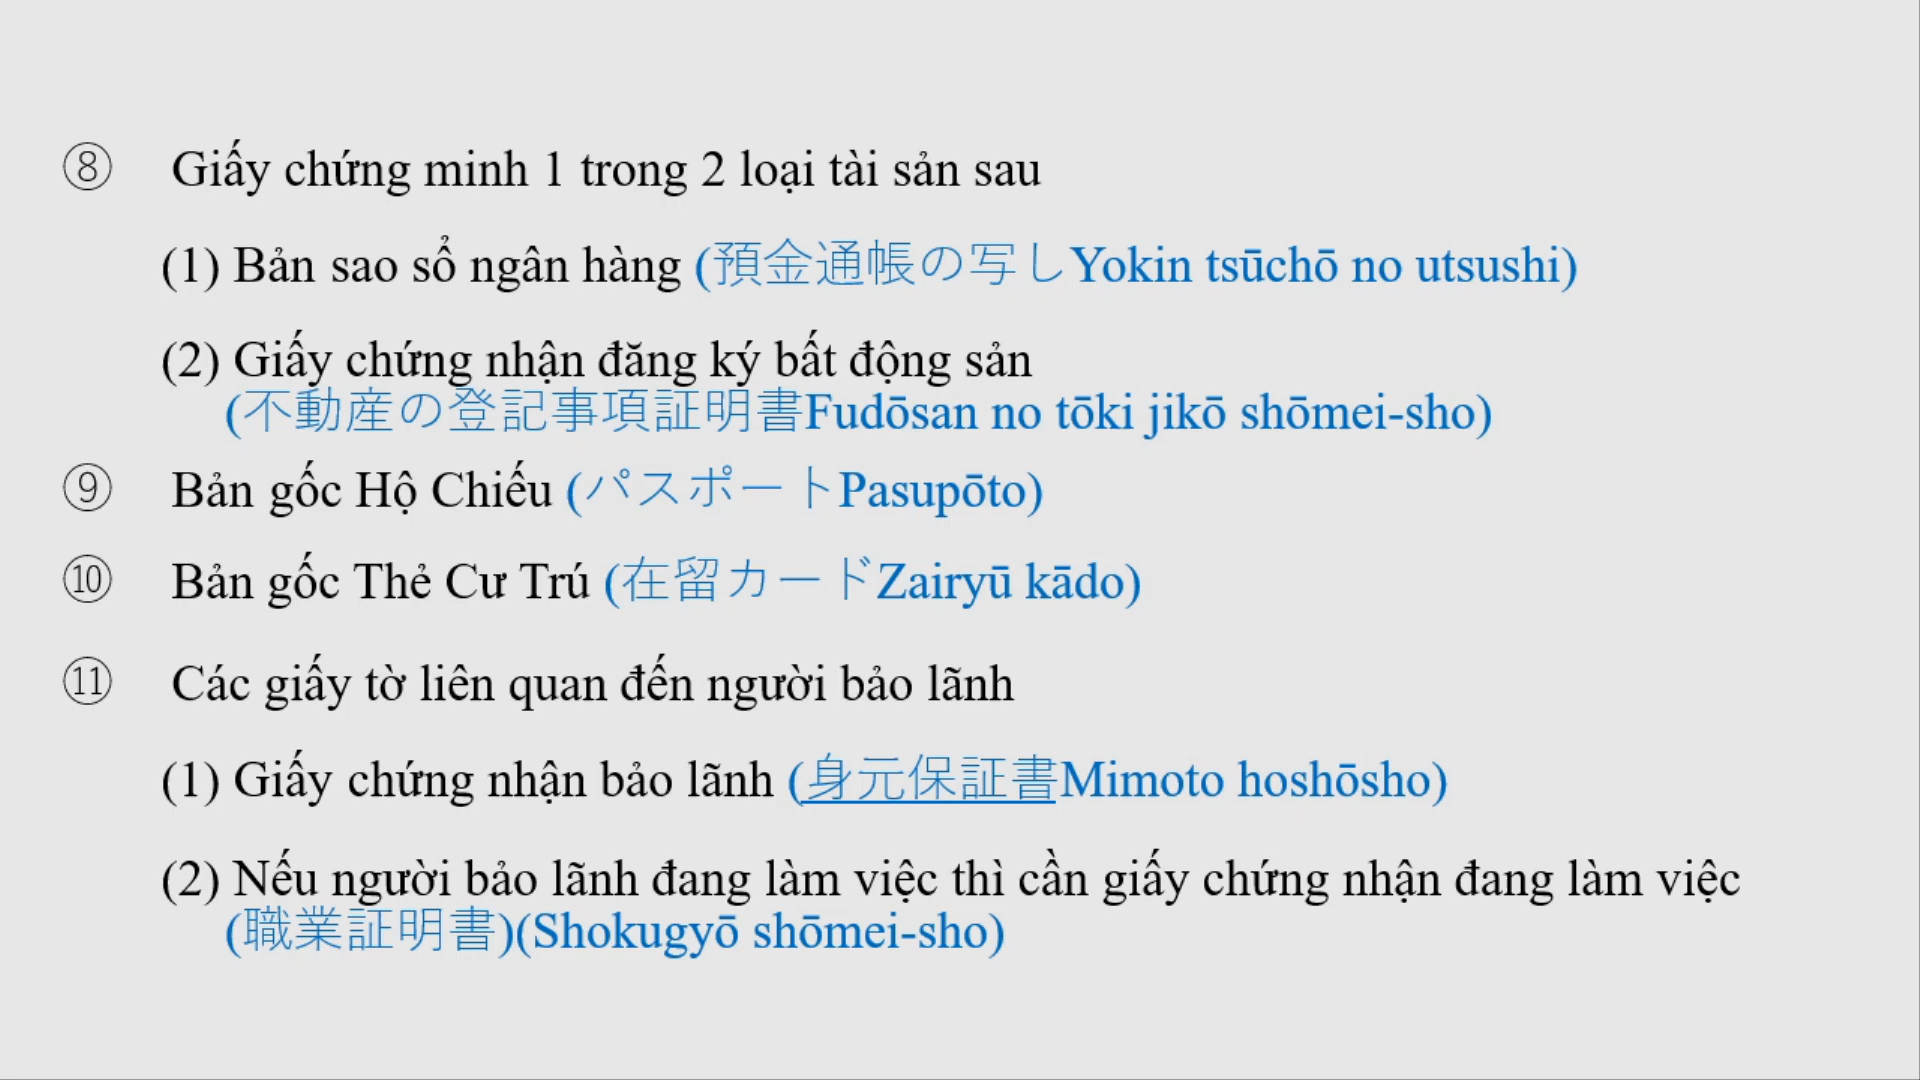 ⑧ Giấy chứng minh 1 trong 2 loại tài sản sau
(1) Bản sao sổ ngân hàng (預金通帳の写しYokin tsūchō no utsushi)
(2) Giấy chứng nhận đăng ký bất động sản
(不動産の登記事項証明書Fudōsan no tōki jikō shōmei-sho)
⑨ Bản gốc Hộ Chiếu (パスポートPasupōto)
⑩ Bản gốc Thẻ Cư Trú (在留カードZairyū kādo)
⑪ Các giấy tờ liên quan đến người bảo lãnh
(1) Giấy chứng nhận bảo lãnh (身元保証書Mimoto hoshōsho)
(2) Nếu người bảo lãnh đang làm việc thì cần giấy chứng nhận đang làm việc
(職業証明書)(Shokugyō shōmei-sho)